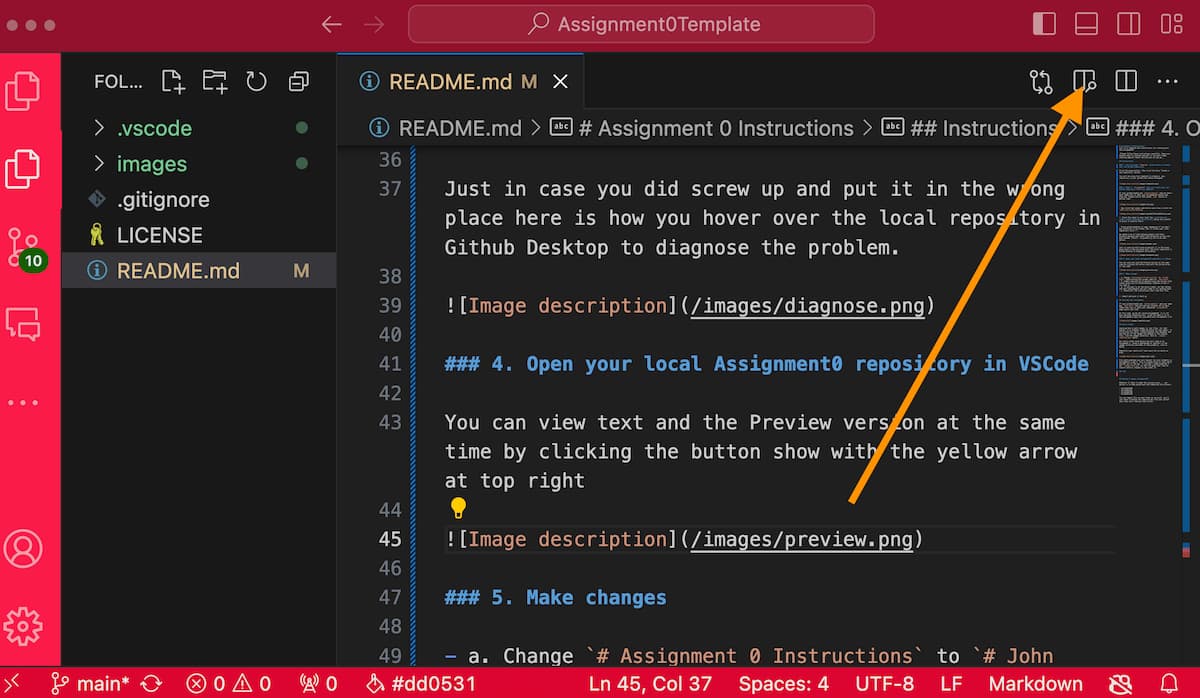 Assignment0Template
FOL...
README.md M
README.md > # Assignment 0 Instructions > ## Instructions > ### 4. O
.vscode
images
.gitignore
LICENSE
README.md M
10
36
37 Just in case you did screw up and put it in the wrong
place here is how you hover over the local repository in
Github Desktop to diagnose the problem.
38
39 ![Image description](/images/diagnose.png)
40
41 ### 4. Open your local Assignment0 repository in VSCode
42
43 You can view text and the Preview version at the same
time by clicking the button show with the yellow arrow
at top right
44
45 ![Image description](/images/preview.png)
46
47 ### 5. Make changes
48
49 - a. Change `# Assignment 0 Instructions` to `# John
main* 0 0 0 #dd0531 Ln 45, Col 37 Spaces: 4 UTF-8 LF Markdown